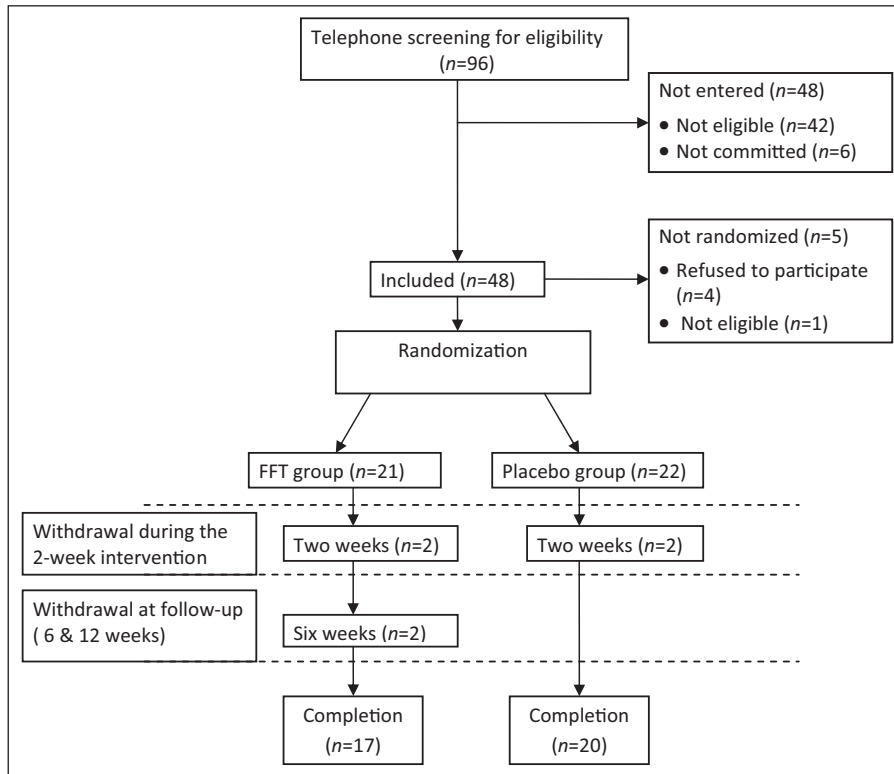 Telephone screening for eligibility
(n=96)
Not entered (n=48)
• Not eligible (n=42)
• Not committed (n=6)
Not randomized (n=5)
• Refused to participate
(n=4)
• Not eligible (n=1)
Included (n=48)
Randomization
FFT group (n=21)
Placebo group (n=22)
Withdrawal during the
2-week intervention
Two weeks (n=2)
Two weeks (n=2)
Withdrawal at follow-up
( 6 & 12 weeks)
Six weeks (n=2)
Completion
(n=17)
Completion
(n=20)